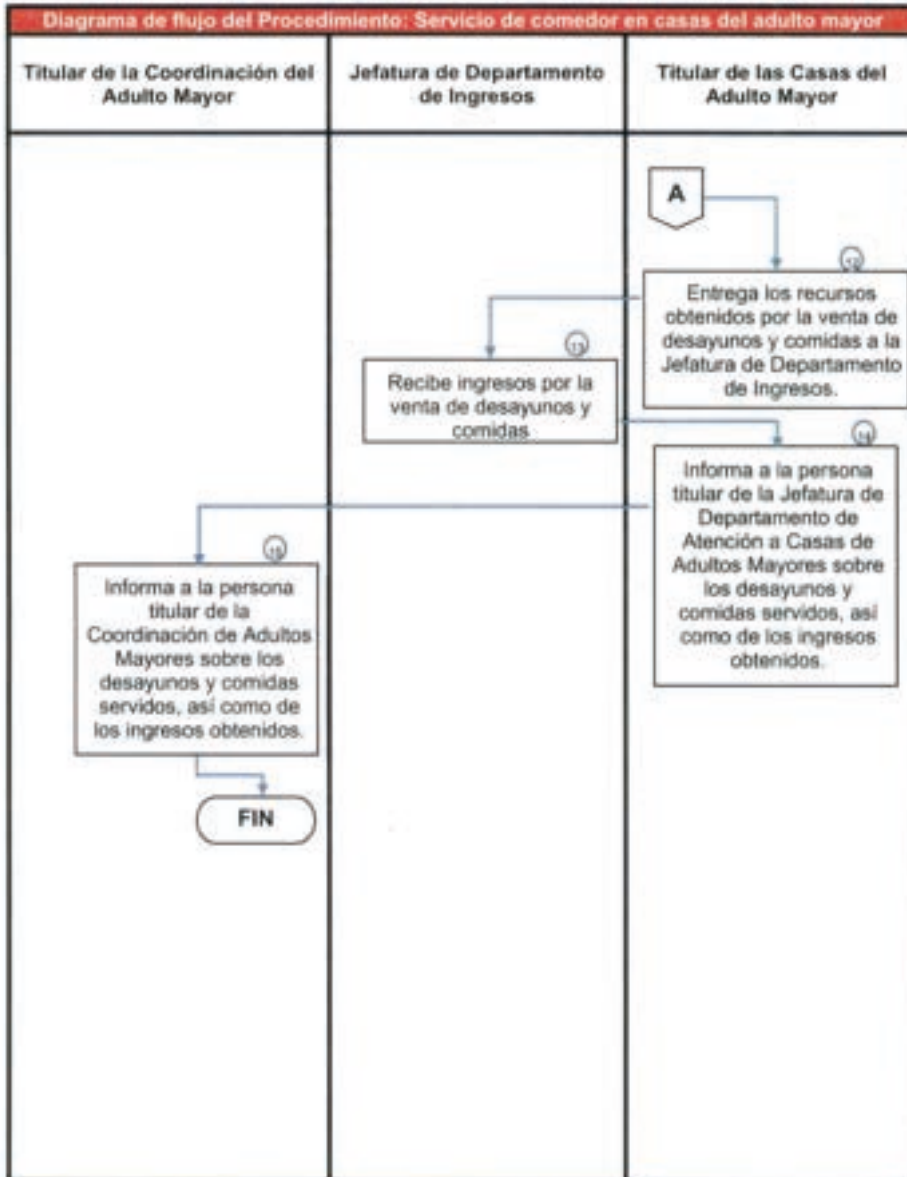 Diagrama de flujo del Procedimiento: Servicio de comedor en casas del adulto mayor
Titular de la Coordinación del
Adulto Mayor
Jefatura de Departamento
de Ingresos
Titular de las Casas del
Adulto Mayor
A
12
Entrega los recursos
obtenidos por la venta de
desayunos y comidas a la
Jefatura de Departamento
de Ingresos.
13
Recibe ingresos por la
venta de desayunos y
comidas
14
Informa a la persona
titular de la Jefatura de
Departamento de
Atención a Casas de
Adultos Mayores sobre
los desayunos y
comidas servidos, así
como de los ingresos
obtenidos.
15
Informa a la persona
titular de la
Coordinación de Adultos
Mayores sobre los
desayunos y comidas
servidos, así como de
los ingresos obtenidos.
FIN